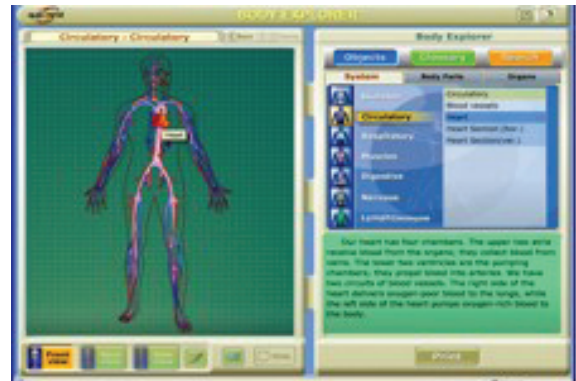 BODY EXPLORER
Circulatory : Circulatory
Body Explorer
Objects
Glossary
Search
System
Body Parts
Organs
Circulatory
Respiratory
Muscles
Digestive
Nervous
Circulatory
Blood vessels
Heart
Heart Section (hor.)
Heart Section(ver.)
Heart
Our heart has four chambers. The upper two atria
receive blood from the organs; they collect blood from
veins. The lower two ventricles are the pumping
chambers; they propel blood into arteries. We have
two circuits of blood vessels. The right side of the
heart delivers oxygen-poor blood to the lungs, while
the left side of the heart pumps oxygen-rich blood to
the body.
Front
view
Print